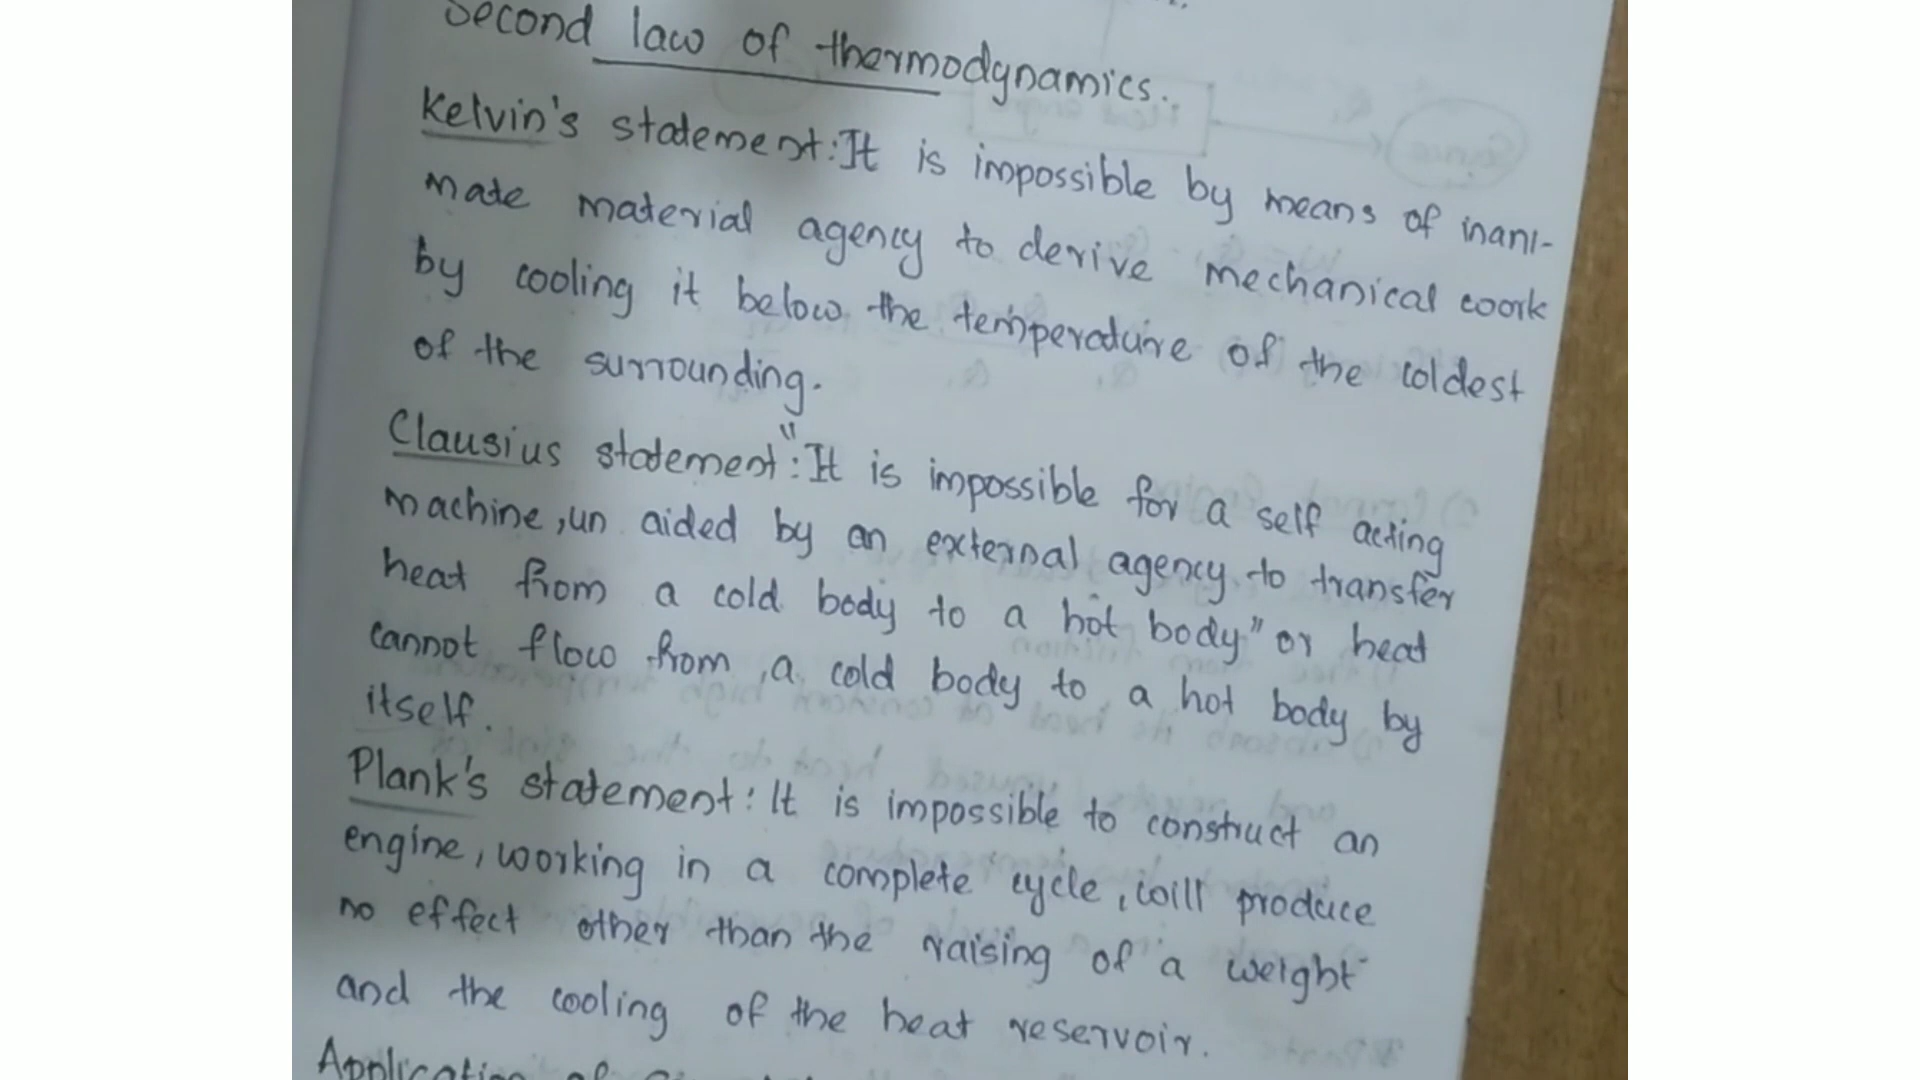 Second law of thermodynamics.
Kelvin's statement: It is impossible by means of inani-
mate material agency to derive mechanical work
by cooling it below the temperature of the coldest
of the surrounding.
Clausius statement: "It is impossible for a self acting
machine, un aided by an external agency to transfer
heat from a cold body to a hot body" or heat
cannot flow from a cold body to a hot body by
itself.
Plank's statement: It is impossible to construct an
engine, working in a complete cycle, will produce
no effect other than the raising of a weight
and the cooling of the heat reservoir.
Application of